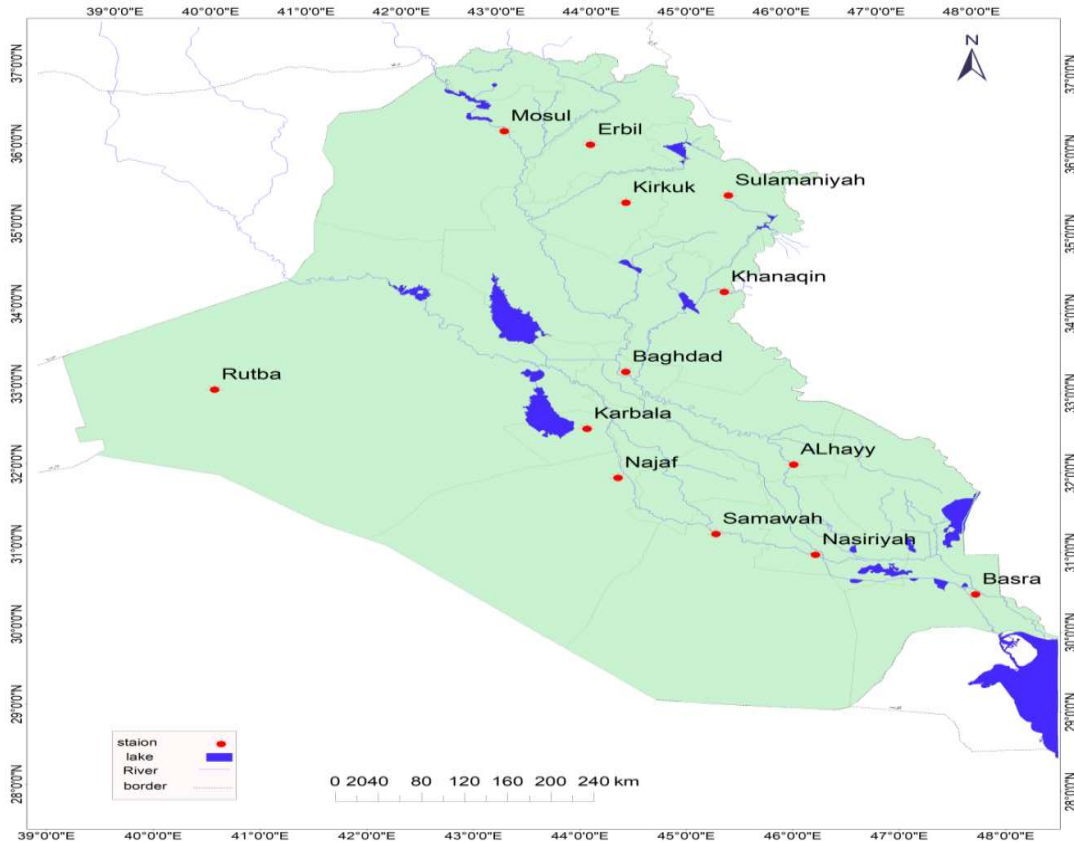 39°0'0"E 40°0'0"E 41°0'0"E 42°0'0"E 43°0'0"E 44°0'0"E 45°0'0"E 46°0'0"E 47°0'0"E 48°0'0"E
N
37°0'0"N 37°0'0"N
Mosul
Erbil
36°0'0"N 36°0'0"N
Kirkuk
Sulamaniyah
35°0'0"N 35°0'0"N
Khanaqin
34°0'0"N 34°0'0"N
Baghdad
Rutba
33°0'0"N 33°0'0"N
Karbala
ALhayy
Najaf
32°0'0"N 32°0'0"N
Samawah
Nasiriyah
31°0'0"N 31°0'0"N
Basra
30°0'0"N 30°0'0"N
29°0'0"N 29°0'0"N
staion
lake
River
border
28°0'0"N 28°0'0"N
0 2040 80 120 160 200 240 km
39°0'0"E 40°0'0"E 41°0'0"E 42°0'0"E 43°0'0"E 44°0'0"E 45°0'0"E 46°0'0"E 47°0'0"E 48°0'0"E